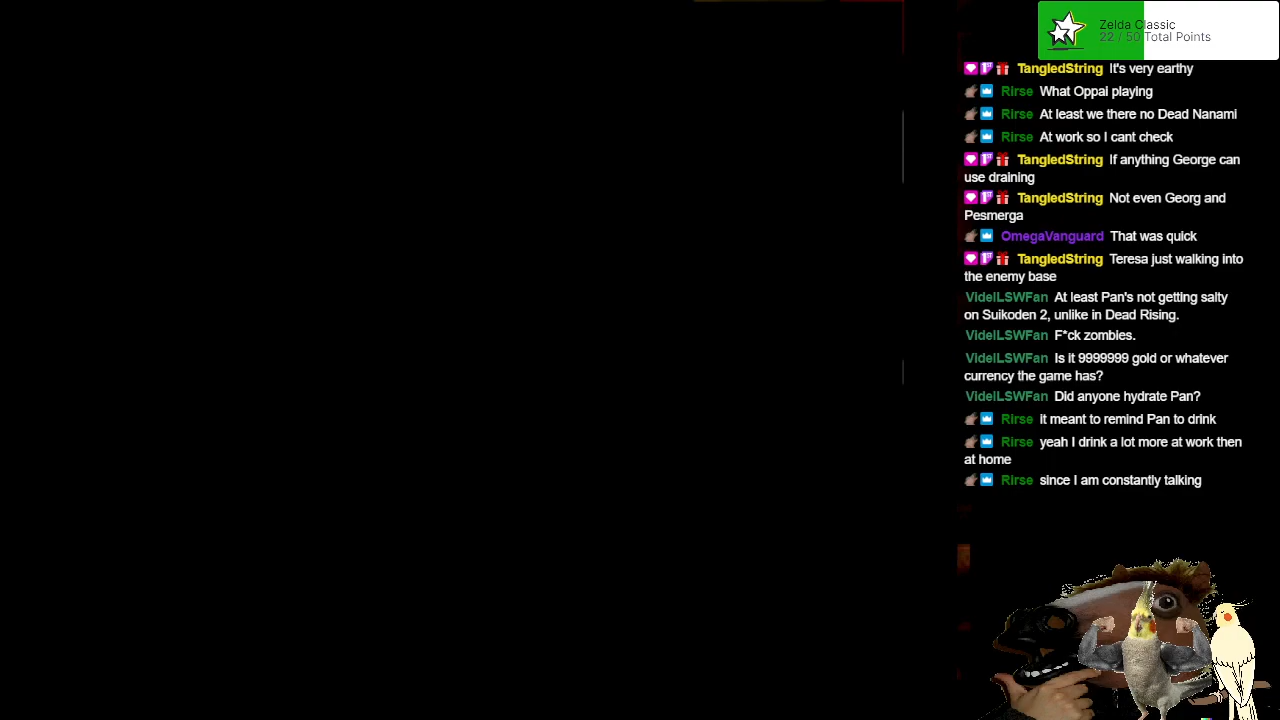 Zelda Classic
22 / 50 Total Points
TangledString It's very earthy
Rirse What Oppai playing
Rirse At least we there no Dead Nanami
Rirse At work so I cant check
TangledString If anything George can
use draining
TangledString Not even Georg and
Pesmerga
OmegaVanguard That was quick
TangledString Teresa just walking into
the enemy base
VidelLSWFan At least Pan's not getting salty
on Suikoden 2, unlike in Dead Rising.
VidelLSWFan F*ck zombies.
VidelLSWFan Is it 9999999 gold or whatever
currency the game has?
VidelLSWFan Did anyone hydrate Pan?
Rirse it meant to remind Pan to drink
Rirse yeah I drink a lot more at work then
at home
Rirse since I am constantly talking